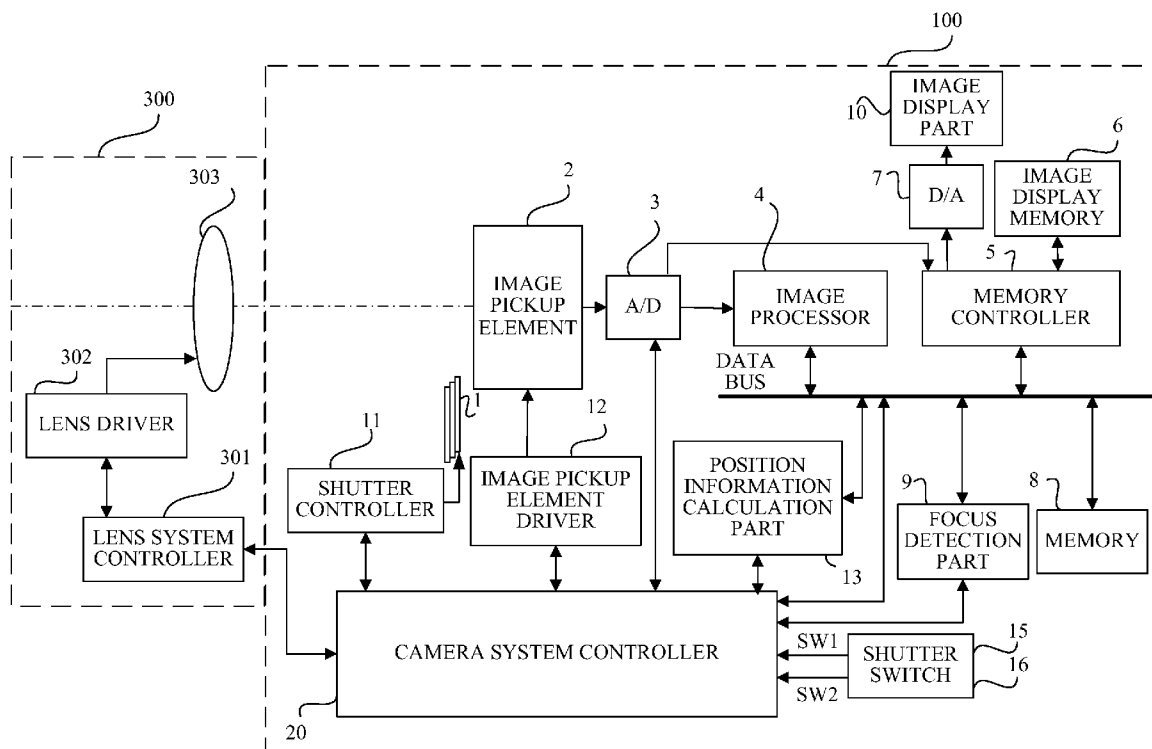 100
300
303
10
IMAGE
DISPLAY
PART
6
IMAGE
DISPLAY
MEMORY
7
D/A
2
3
4
5
IMAGE
PICKUP
ELEMENT
A/D
IMAGE
PROCESSOR
MEMORY
CONTROLLER
DATA
BUS
302
LENS DRIVER
301
LENS SYSTEM
CONTROLLER
11
SHUTTER
CONTROLLER
1
12
IMAGE PICKUP
ELEMENT
DRIVER
POSITION
INFORMATION
CALCULATION
PART
13
9
FOCUS
DETECTION
PART
8
MEMORY
CAMERA SYSTEM CONTROLLER
20
SW1
SW2
SHUTTER
SWITCH
15
16